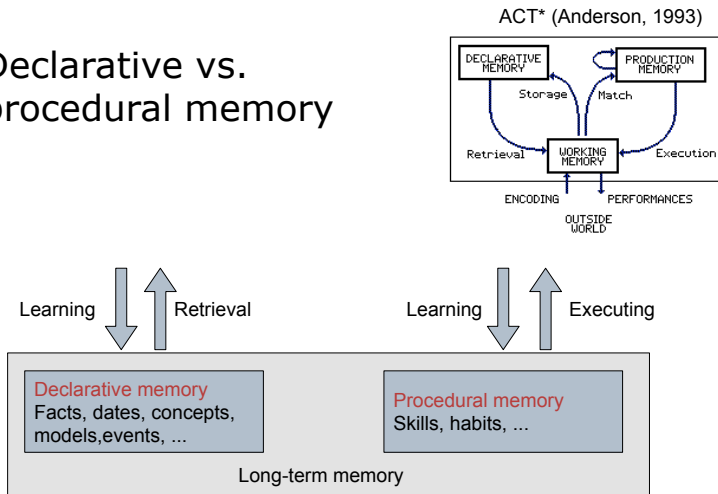 ACT* (Anderson, 1993)
Declarative vs.
procedural memory
DECLARATIVE
MEMORY
PRODUCTION
MEMORY
Storage
Match
Retrieval
WORKING
MEMORY
Execution
ENCODING
PERFORMANCES
OUTSIDE
WORLD
Learning
Retrieval
Learning
Executing
Declarative memory
Facts, dates, concepts,
models,events, ...
Procedural memory
Skills, habits, ...
Long-term memory